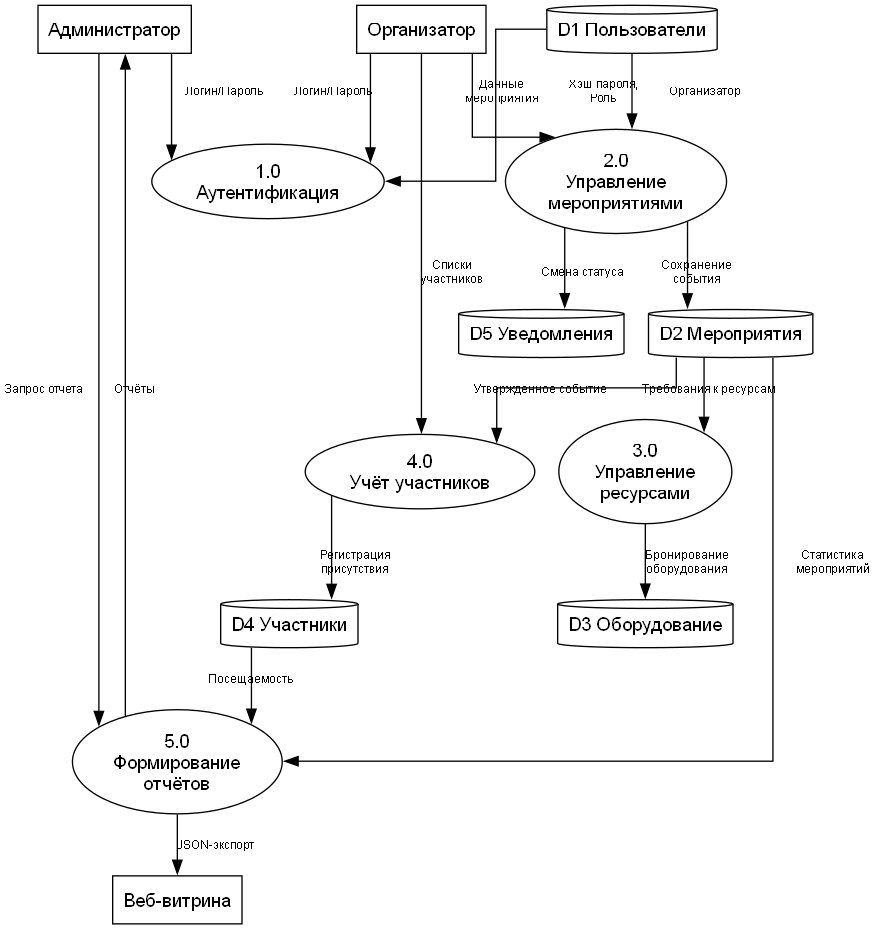 Администратор
Организатор
D1 Пользователи
Логин/Пароль
Логин/Пароль
Данные
мероприятия
Хэш пароля,
Роль
Организатор
1.0
Аутентификация
2.0
Управление
мероприятиями
Списки
участников
Смена статуса
Сохранение
события
D5 Уведомления
D2 Мероприятия
Запрос отчета
Отчёты
Утвержденное событие
Требования к ресурсам
4.0
Учёт участников
3.0
Управление
ресурсами
Регистрация
присутствия
Бронирование
оборудования
Статистика
мероприятий
D4 Участники
D3 Оборудование
Посещаемость
5.0
Формирование
отчётов
JSON-экспорт
Веб-витрина